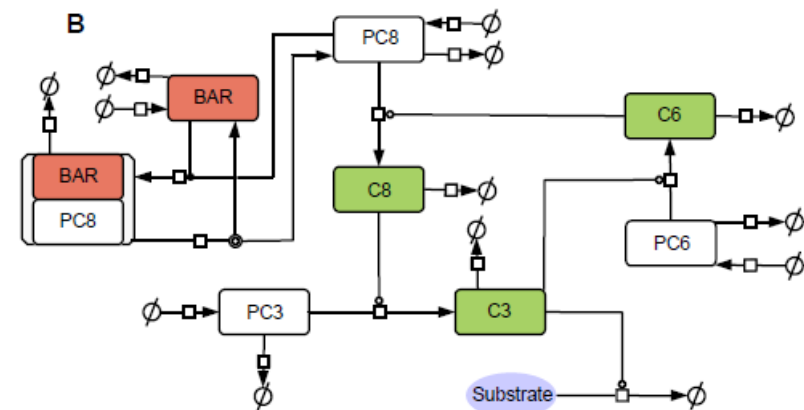 B
PC8
BAR
C6
BAR
PC8
C8
PC6
PC3
C3
Substrate